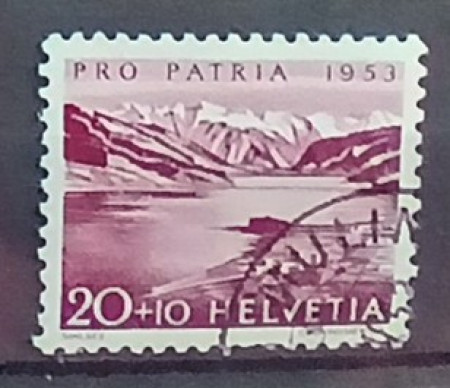 PRO PATRIA 1953
20+10 HELVETIA